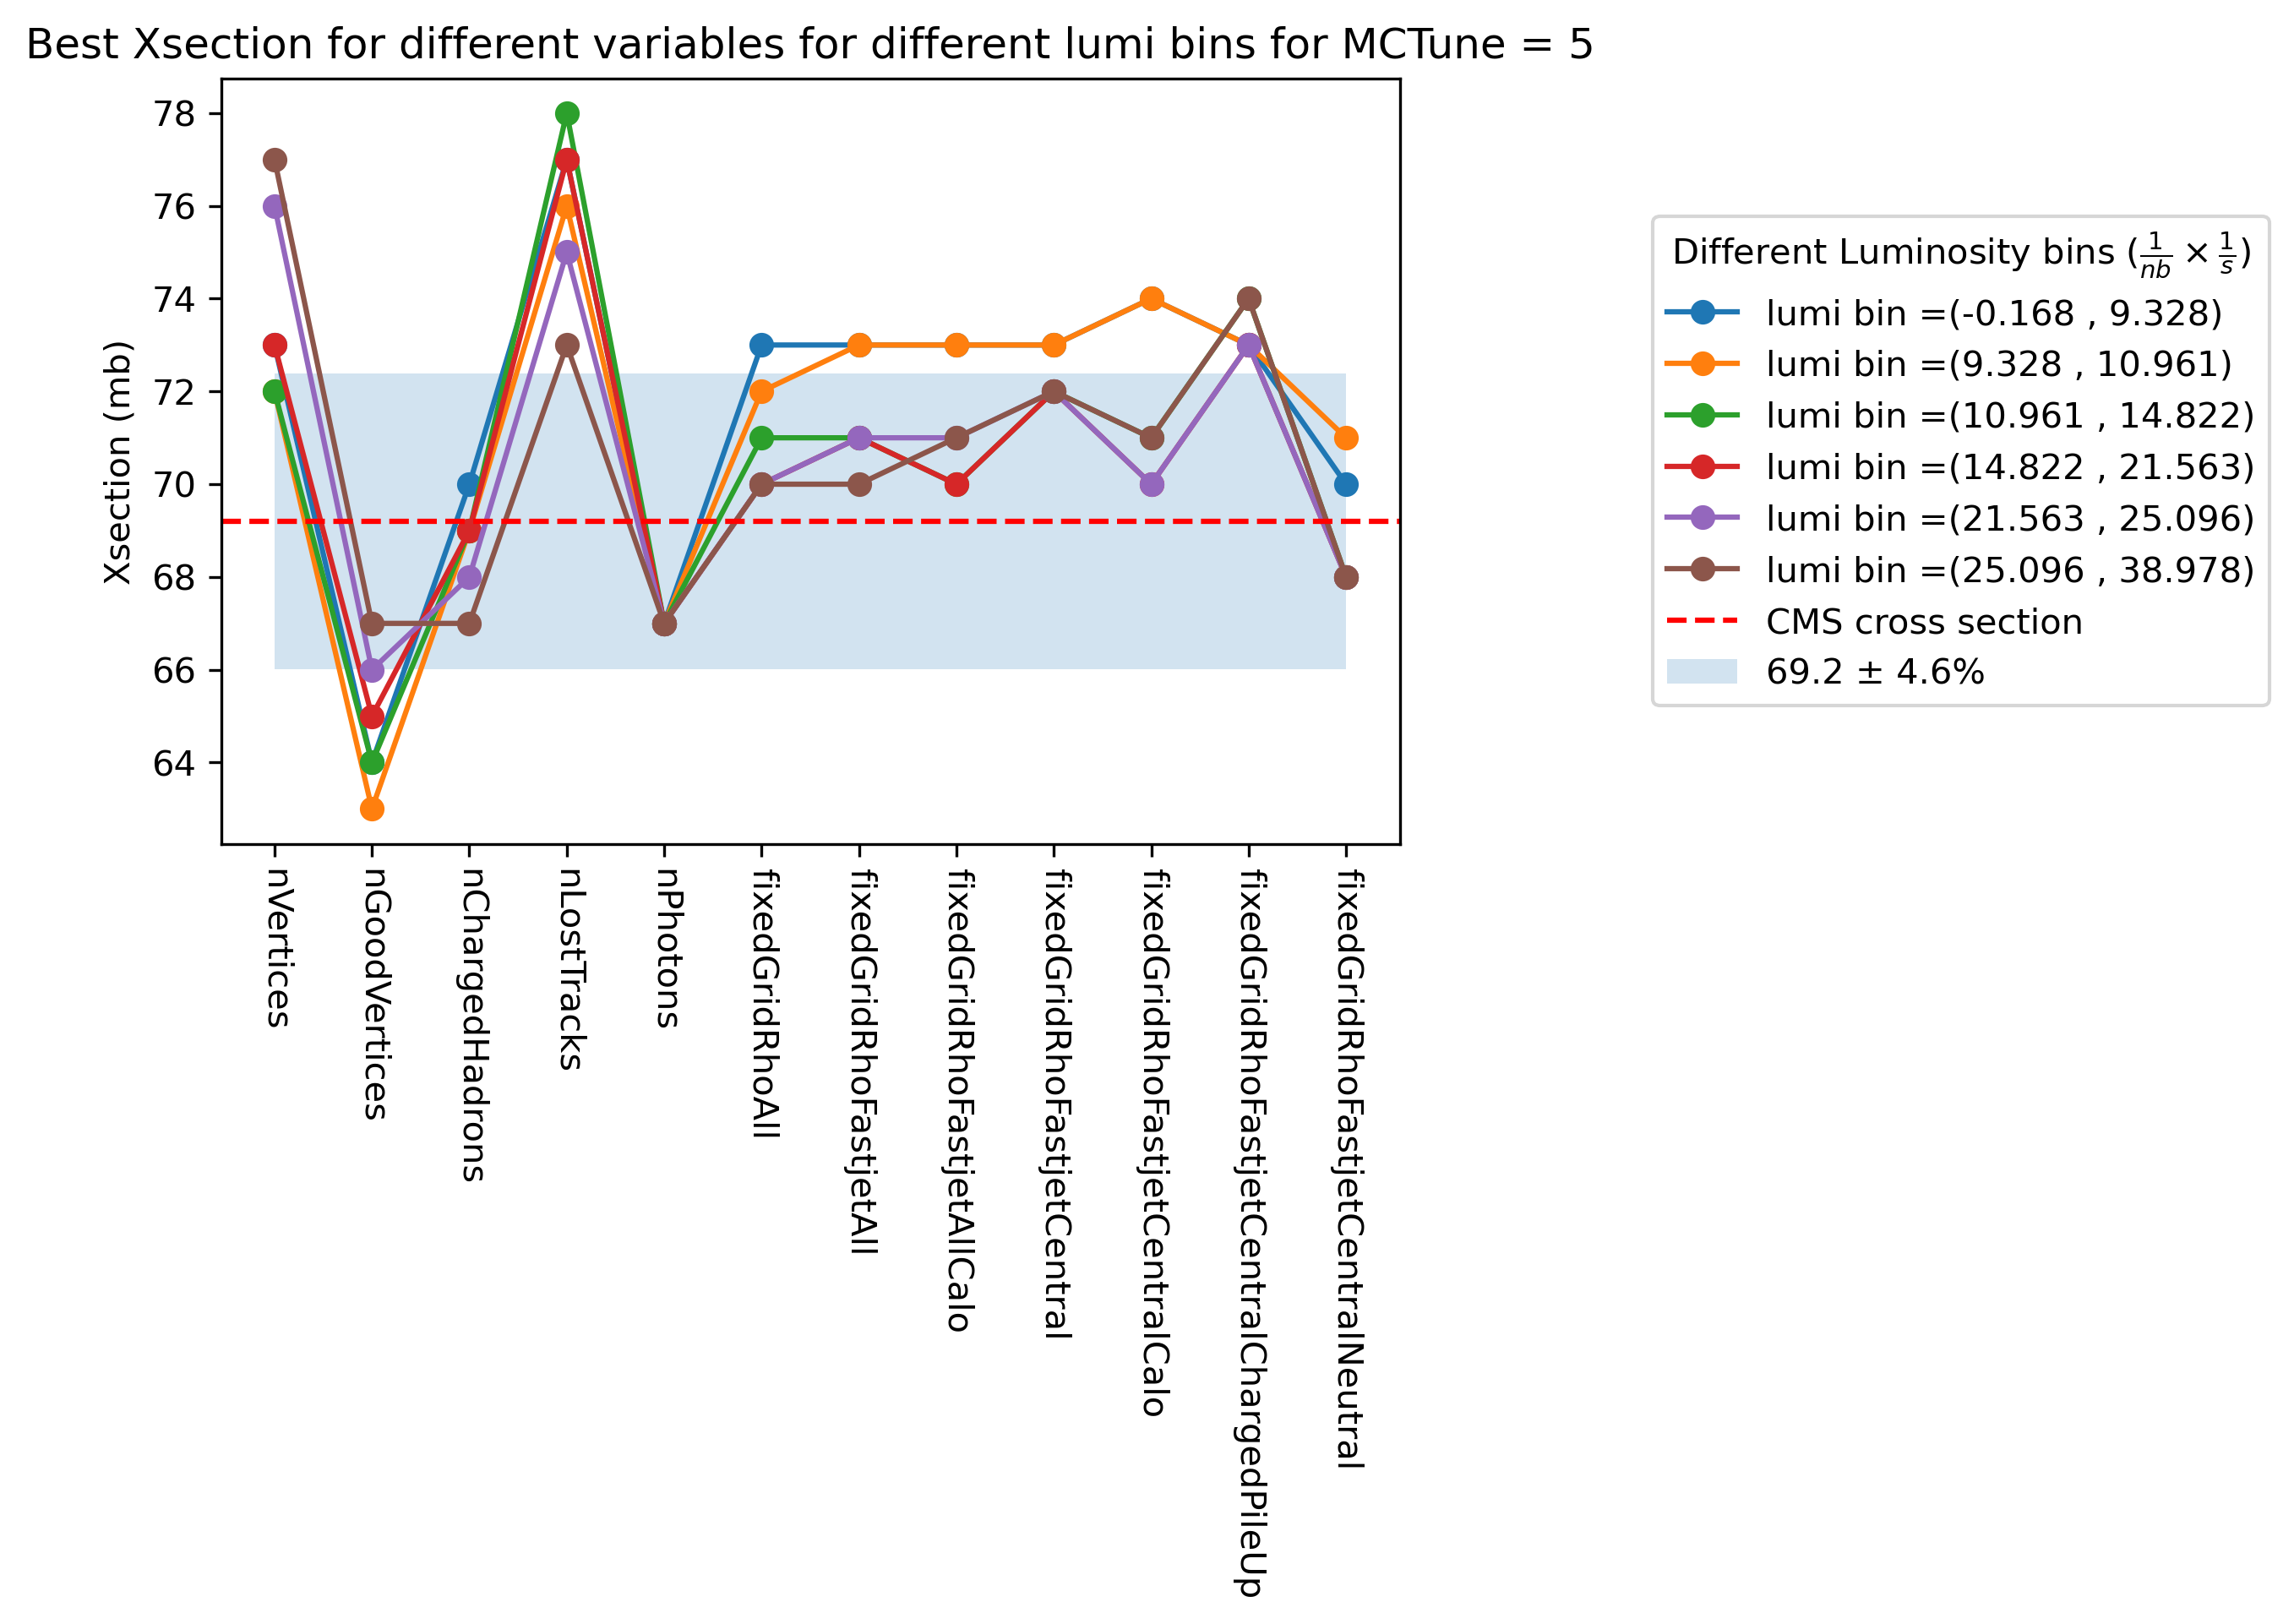 Best Xsection for different variables for different lumi bins for MCTune = 5
Xsection (mb)
78
76
74
72
70
68
66
64
nVertices
nGoodVertices
nChargedHadrons
nLostTracks
nPhotons
fixedGridRhoAll
fixedGridRhoFastjetAll
fixedGridRhoFastjetAllCalo
fixedGridRhoFastjetCentral
fixedGridRhoFastjetCentralCalo
fixedGridRhoFastjetCentralChargedPileUp
fixedGridRhoFastjetCentralNeutral
Different Luminosity bins (1/nb × 1/s)
lumi bin =(-0.168 , 9.328)
lumi bin =(9.328 , 10.961)
lumi bin =(10.961 , 14.822)
lumi bin =(14.822 , 21.563)
lumi bin =(21.563 , 25.096)
lumi bin =(25.096 , 38.978)
CMS cross section
69.2 ± 4.6%